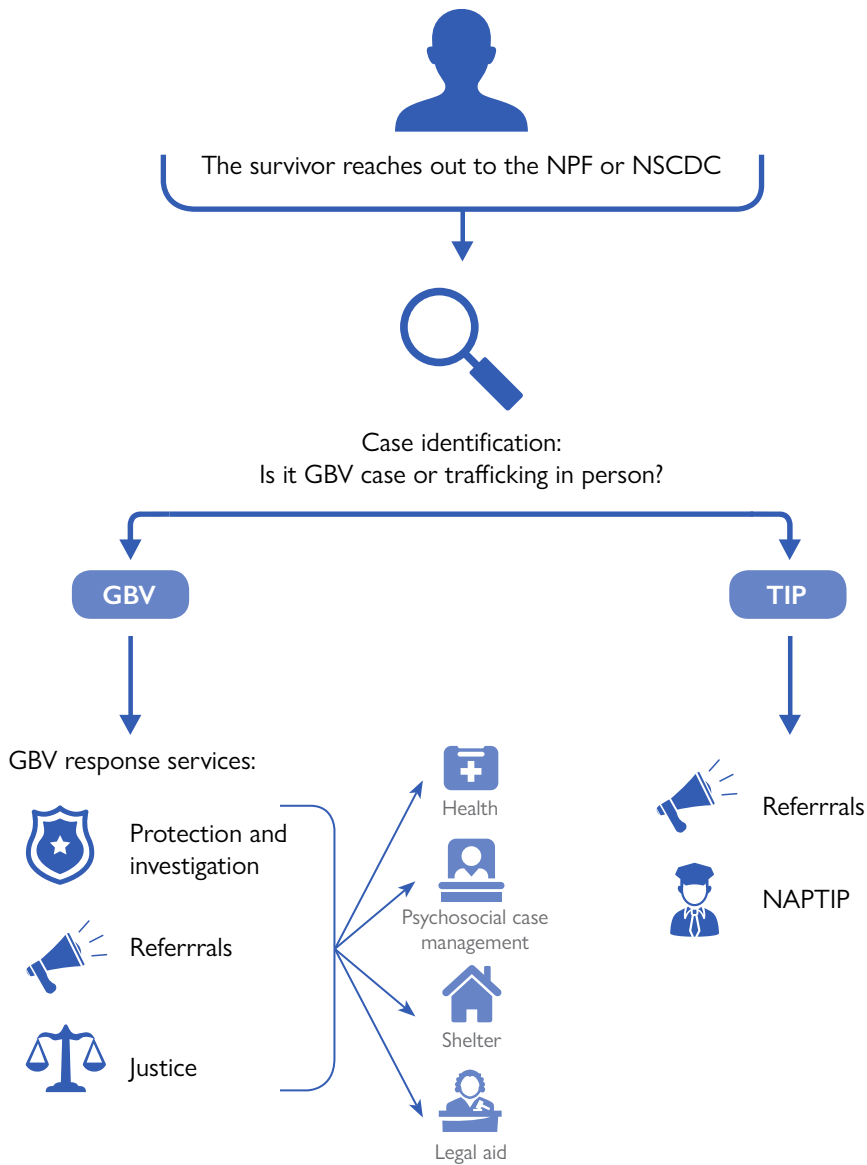 The survivor reaches out to the NPF or NSCDC
Case identification:
Is it GBV case or trafficking in person?
GBV
TIP
GBV response services:
Protection and
investigation
Referrrals
Justice
Health
Psychosocial case
management
Shelter
Legal aid
Referrrals
NAPTIP